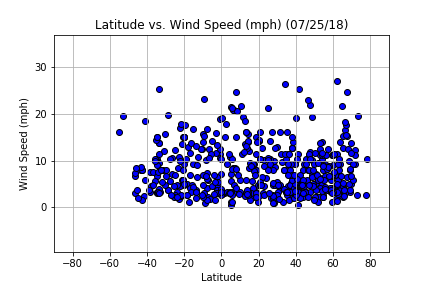 Latitude vs. Wind Speed (mph) (07/25/18)
30
20
10
0
Wind Speed (mph)
−80 −60 −40 −20 0 20 40 60 80
Latitude